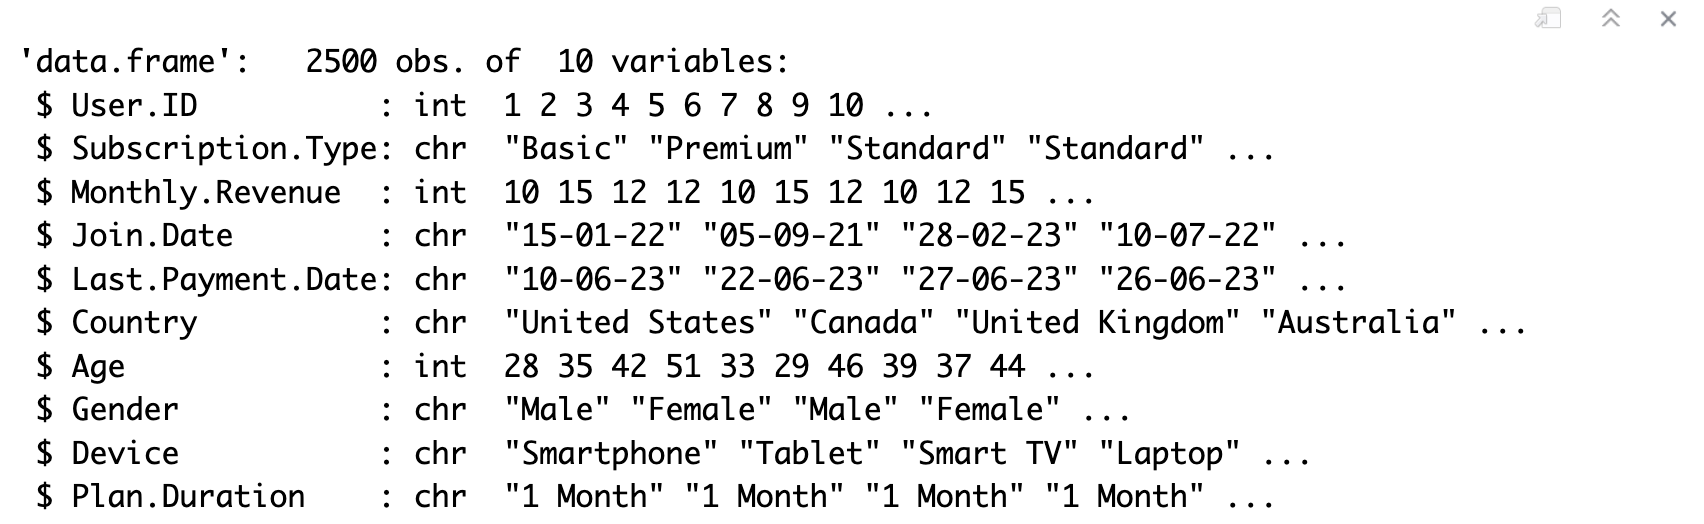 'data.frame':   2500 obs. of  10 variables:
 $ User.ID          : int  1 2 3 4 5 6 7 8 9 10 ...
 $ Subscription.Type: chr  "Basic" "Premium" "Standard" "Standard" ...
 $ Monthly.Revenue  : int  10 15 12 12 10 15 12 10 12 15 ...
 $ Join.Date        : chr  "15-01-22" "05-09-21" "28-02-23" "10-07-22" ...
 $ Last.Payment.Date: chr  "10-06-23" "22-06-23" "27-06-23" "26-06-23" ...
 $ Country          : chr  "United States" "Canada" "United Kingdom" "Australia" ...
 $ Age              : int  28 35 42 51 33 29 46 39 37 44 ...
 $ Gender           : chr  "Male" "Female" "Male" "Female" ...
 $ Device           : chr  "Smartphone" "Tablet" "Smart TV" "Laptop" ...
 $ Plan.Duration    : chr  "1 Month" "1 Month" "1 Month" "1 Month" ...